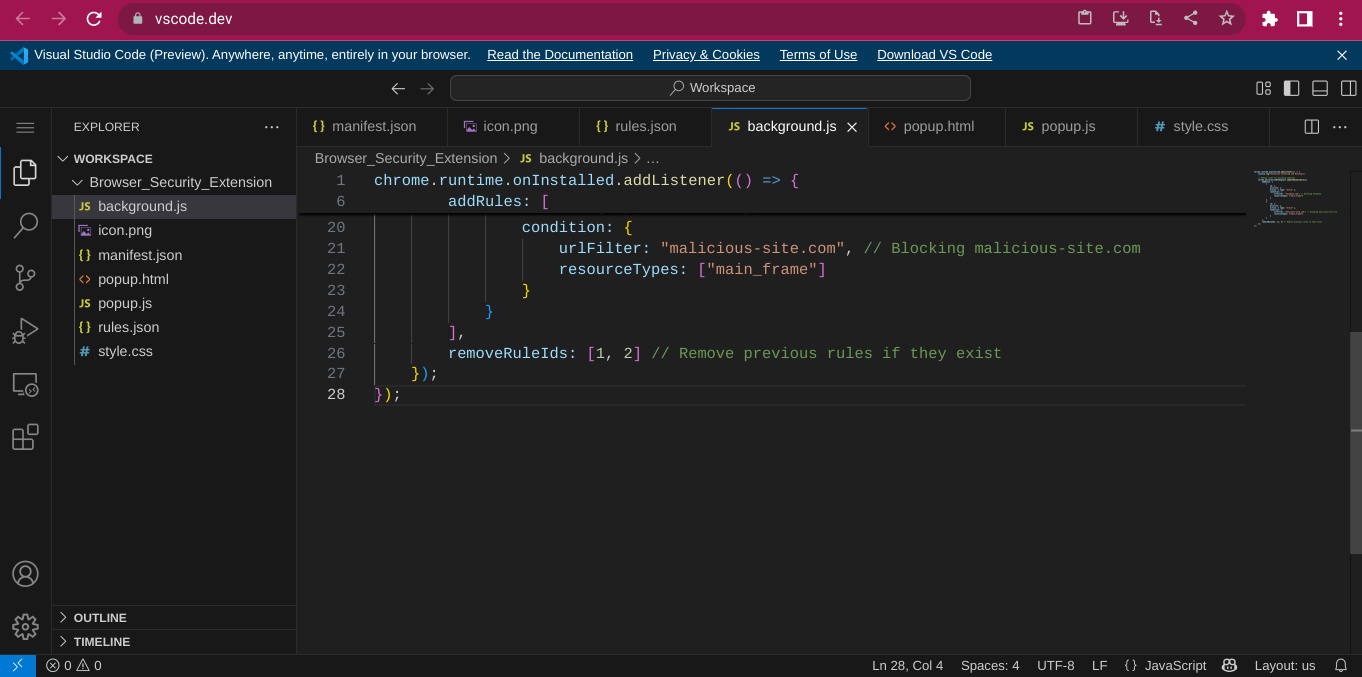 vscode.dev
Visual Studio Code (Preview). Anywhere, anytime, entirely in your browser. Read the Documentation Privacy & Cookies Terms of Use Download VS Code
Workspace
EXPLORER
WORKSPACE
Browser_Security_Extension
JS background.js
icon.png
{} manifest.json
<> popup.html
JS popup.js
{} rules.json
# style.css
OUTLINE
TIMELINE
{} manifest.json icon.png {} rules.json JS background.js <> popup.html JS popup.js # style.css
Browser_Security_Extension > JS background.js > ...
1 chrome.runtime.onInstalled.addListener(() => {
6 addRules: [
20 condition: {
21 urlFilter: "malicious-site.com", // Blocking malicious-site.com
22 resourceTypes: ["main_frame"]
23 }
24 }
25 ],
26 removeRuleIds: [1, 2] // Remove previous rules if they exist
27 });
28 });
0 0 Ln 28, Col 4 Spaces: 4 UTF-8 LF {} JavaScript Layout: us